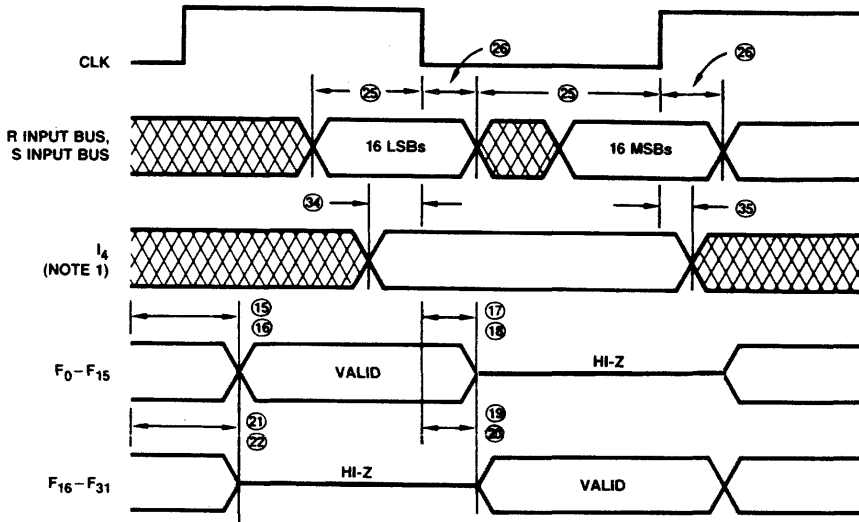 CLK
㉖
㉖
㉕
㉕
R INPUT BUS,
S INPUT BUS
16 LSBs
16 MSBs
㉞
㉟
I₄
(NOTE 1)
⑮
⑯
⑰
⑱
F₀–F₁₅
VALID
HI-Z
㉑
㉒
⑲
⑳
F₁₆–F₃₁
HI-Z
VALID